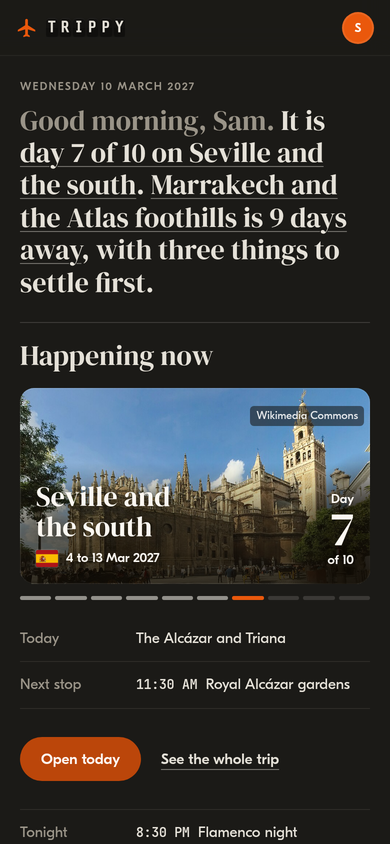 TRIPPY
S
WEDNESDAY 10 MARCH 2027
Good morning, Sam. It is
day 7 of 10 on Seville and
the south. Marrakech and
the Atlas foothills is 9 days
away, with three things to
settle first.
Happening now
Wikimedia Commons
Seville and
the south
4 to 13 Mar 2027
Day
7
of 10
Today The Alcázar and Triana
Next stop 11:30 AM Royal Alcázar gardens
Open today See the whole trip
Tonight 8:30 PM Flamenco night